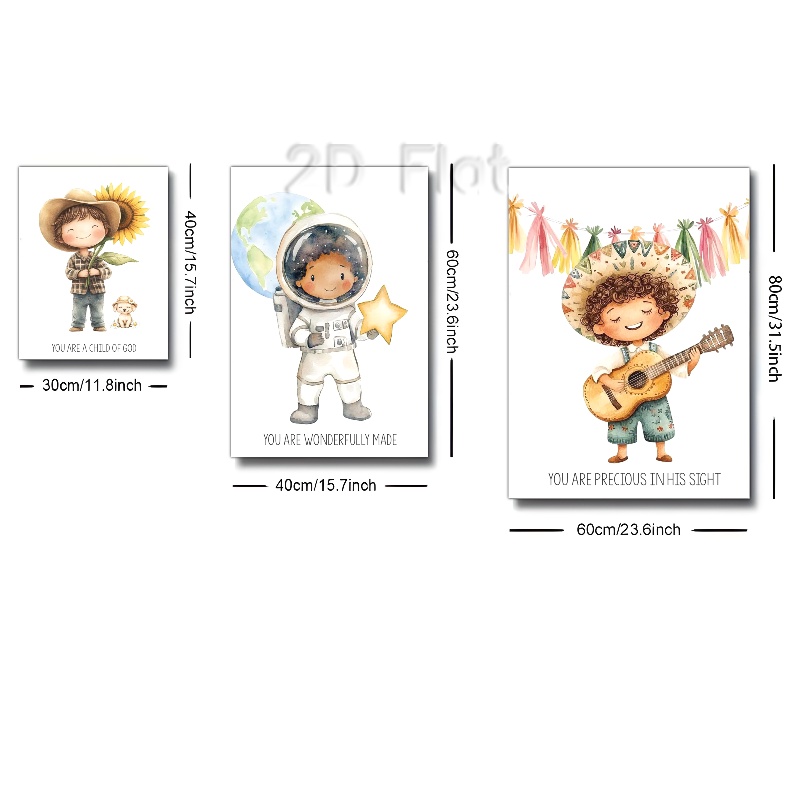 2D Flat
40cm/15.7inch
YOU ARE A CHILD OF GOD
30cm/11.8inch
60cm/23.6inch
YOU ARE WONDERFULLY MADE
40cm/15.7inch
80cm/31.5inch
YOU ARE PRECIOUS IN HIS SIGHT
60cm/23.6inch